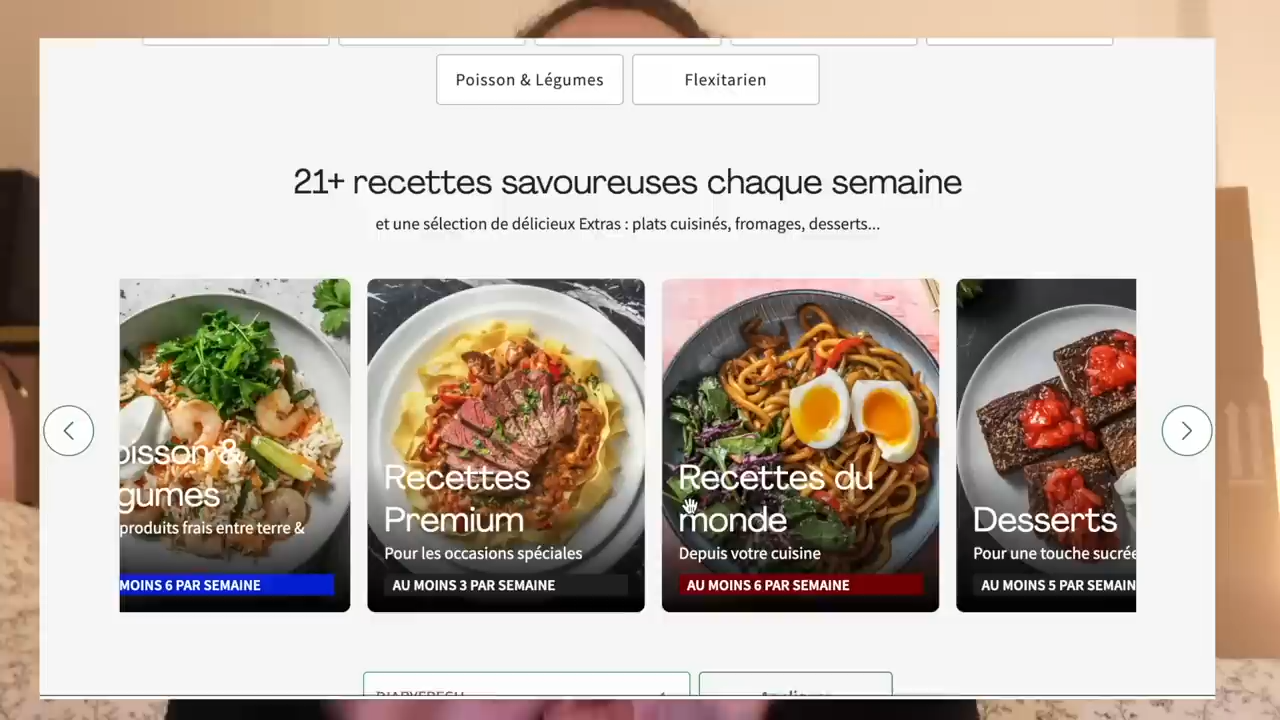 Poisson & Légumes
Flexitarien
21+ recettes savoureuses chaque semaine
et une sélection de délicieux Extras : plats cuisinés, fromages, desserts...
oisson &
gumes
produits frais entre terre &
MOINS 6 PAR SEMAINE
Recettes
Premium
Pour les occasions spéciales
AU MOINS 3 PAR SEMAINE
Recettes du
monde
Depuis votre cuisine
AU MOINS 6 PAR SEMAINE
Desserts
Pour une touche sucrée
AU MOINS 5 PAR SEMAIN